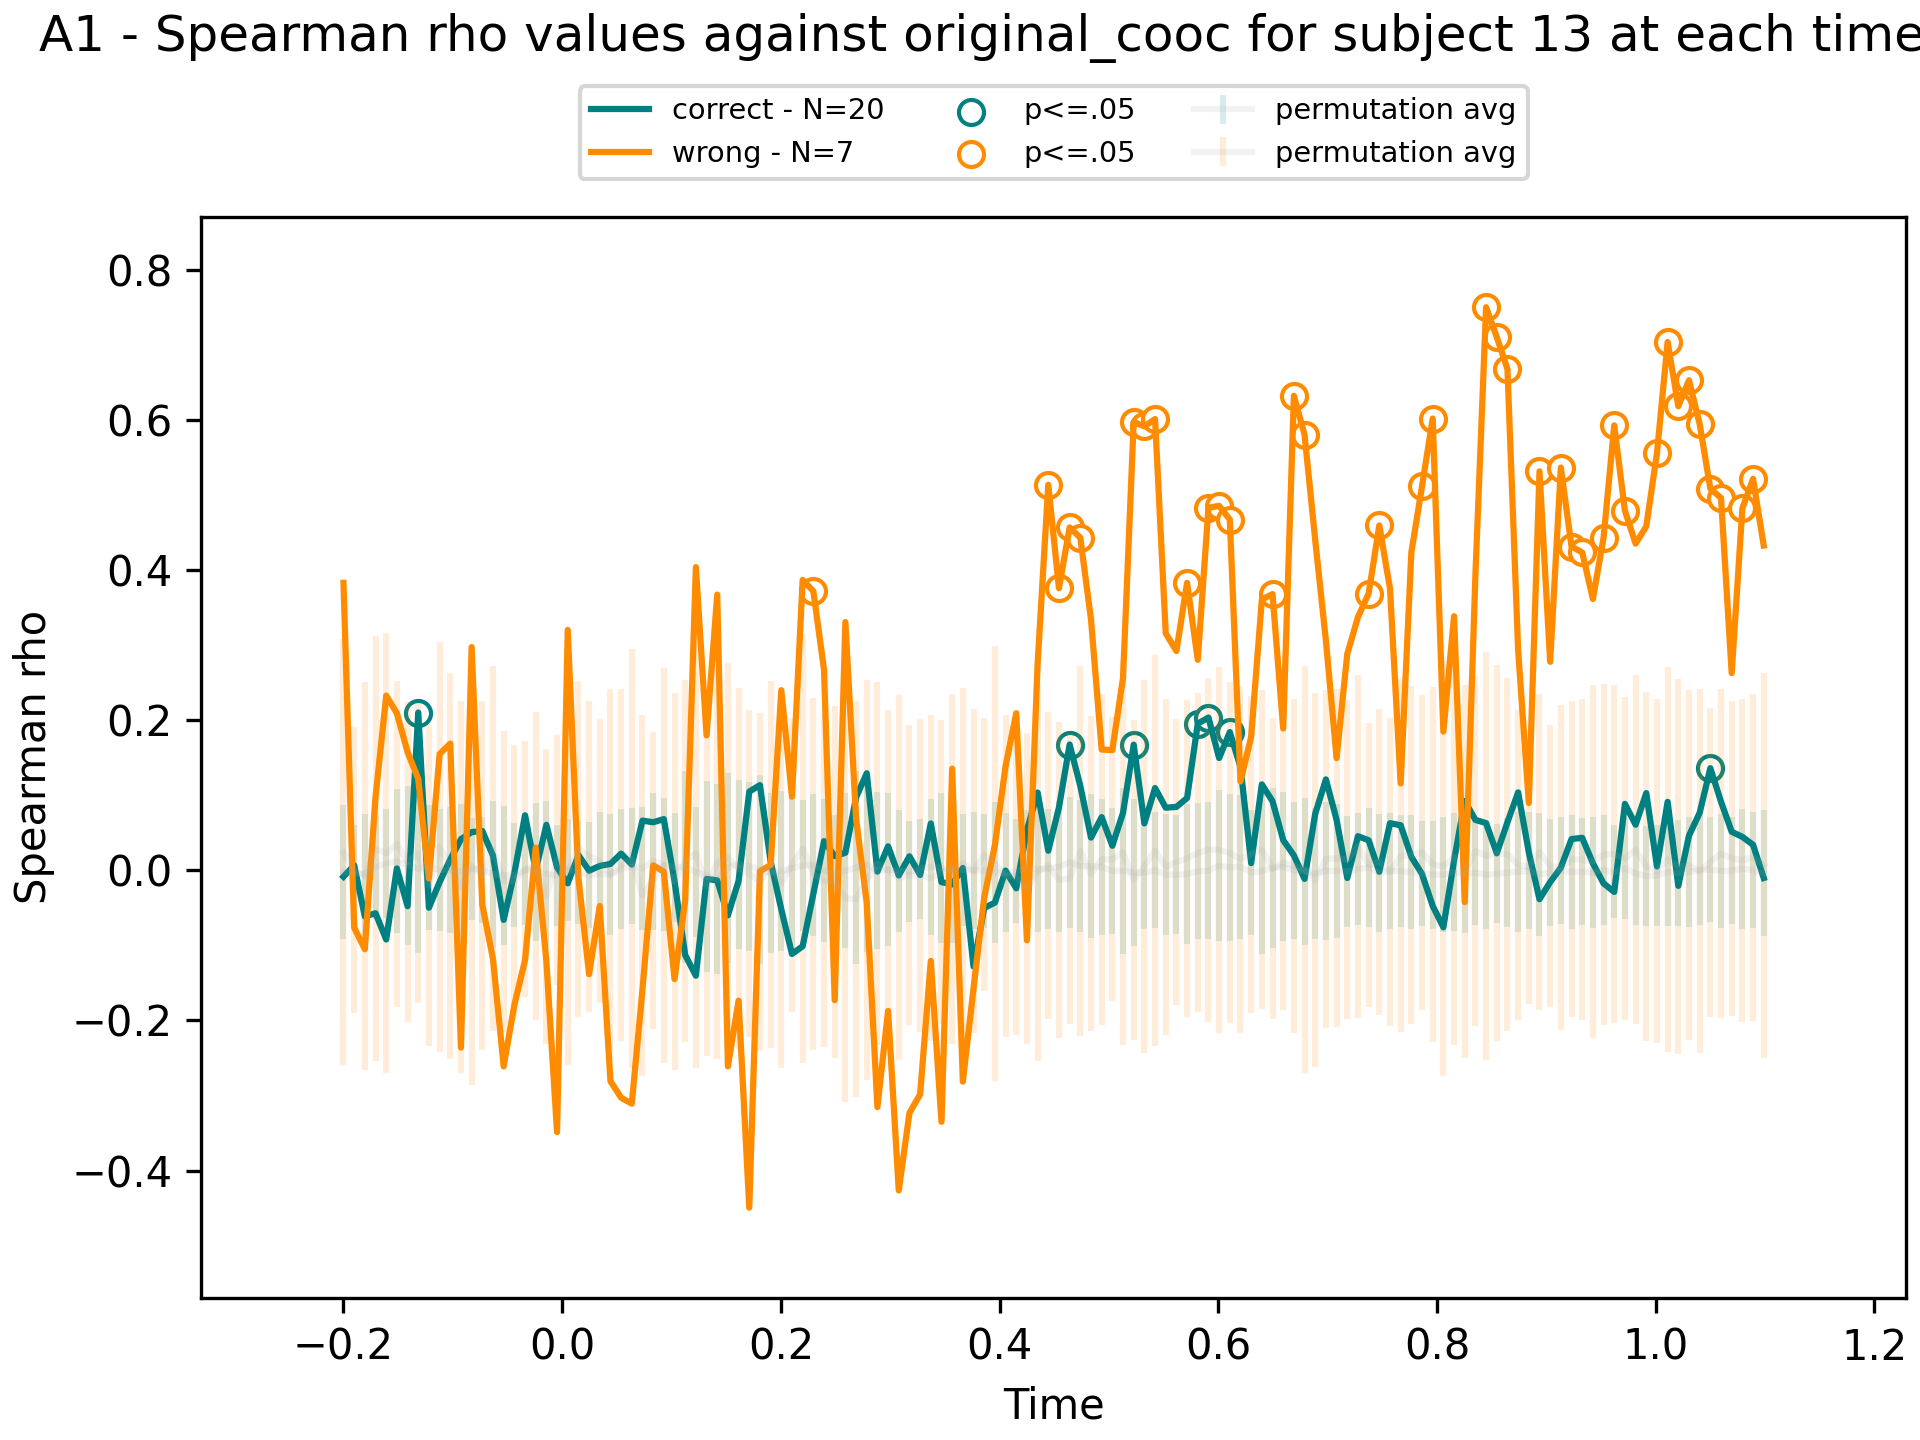 A1 - Spearman rho values against original_cooc for subject 13 at each time
correct - N=20
wrong - N=7
p<=.05
p<=.05
permutation avg
permutation avg
0.8
0.6
0.4
0.2
0.0
−0.2
−0.4
Spearman rho
−0.2 0.0 0.2 0.4 0.6 0.8 1.0 1.2
Time